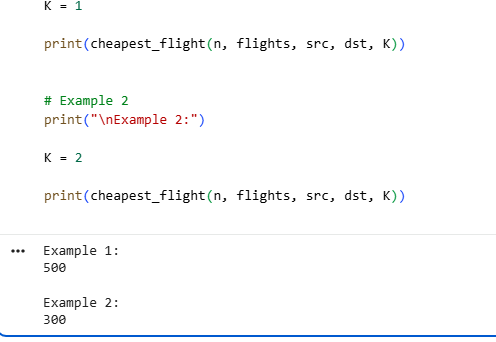 K = 1
print(cheapest_flight(n, flights, src, dst, K))
# Example 2
print("\nExample 2:")
K = 2
print(cheapest_flight(n, flights, src, dst, K))
Example 1:
500
Example 2:
300